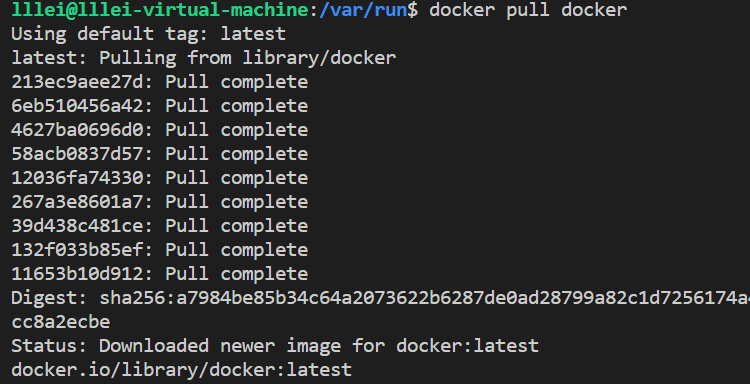 lllei@lllei-virtual-machine:/var/run$ docker pull docker
Using default tag: latest
latest: Pulling from library/docker
213ec9aee27d: Pull complete
6eb510456a42: Pull complete
4627ba0696d0: Pull complete
58acb0837d57: Pull complete
12036fa74330: Pull complete
267a3e8601a7: Pull complete
39d438c481ce: Pull complete
132f033b85ef: Pull complete
11653b10d912: Pull complete
Digest: sha256:a7984be85b34c64a2073622b6287de0ad28799a82c1d7256174a4
cc8a2ecbe
Status: Downloaded newer image for docker:latest
docker.io/library/docker:latest